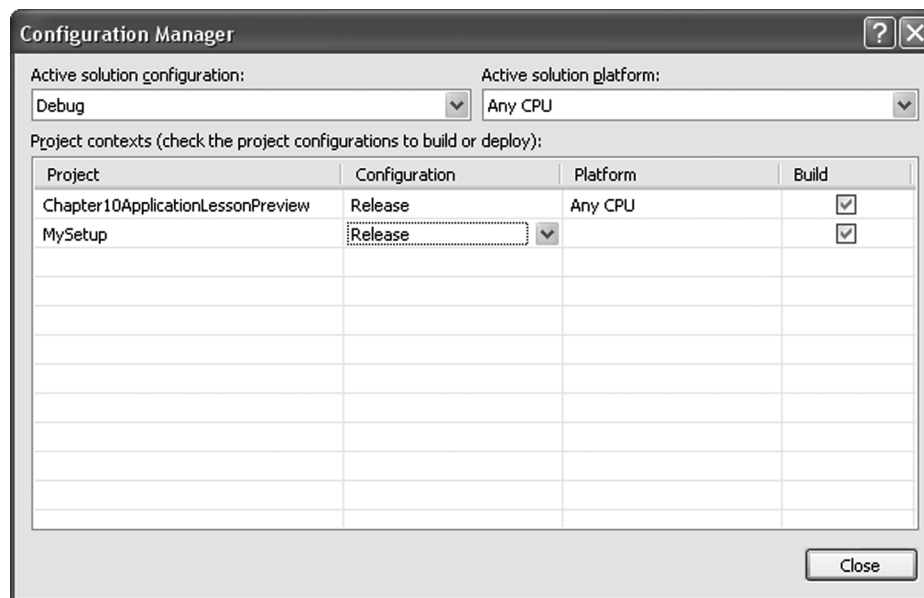 Configuration Manager
Active solution configuration: Active solution platform:
Debug Any CPU
Project contexts (check the project configurations to build or deploy):
Project Configuration Platform Build
Chapter10ApplicationLessonPreview Release Any CPU
MySetup Release
Close